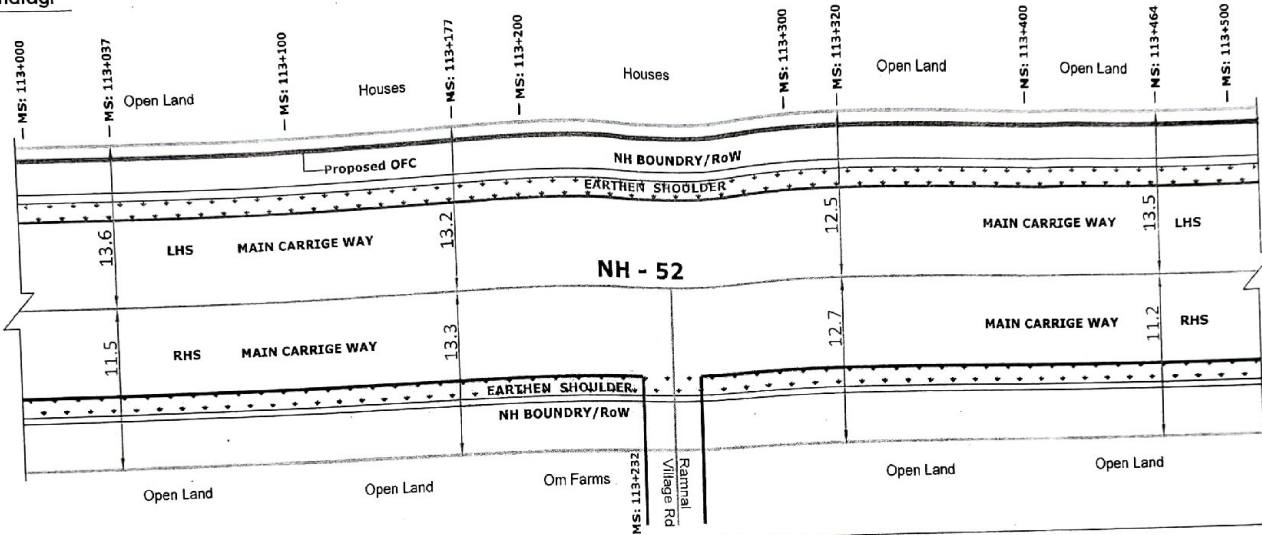 MS: 113+000
MS: 113+037
MS: 113+100
MS: 113+177
MS: 113+200
MS: 113+300
MS: 113+320
MS: 113+400
MS: 113+464
MS: 113+500
Open Land
Houses
Houses
Open Land
Open Land
Proposed OFC
NH BOUNDRY/RoW
EARTHEN SHOOLDER
13.6
LHS
MAIN CARRIGE WAY
13.2
12.5
MAIN CARRIGE WAY
13.5
LHS
NH - 52
11.5
RHS
MAIN CARRIGE WAY
13.3
12.7
MAIN CARRIGE WAY
11.2
RHS
EARTHEN SHOULDER
NH BOUNDRY/RoW
Open Land
Open Land
Om Farms
MS: 113+232
Ramnal
Village Rd
Open Land
Open Land